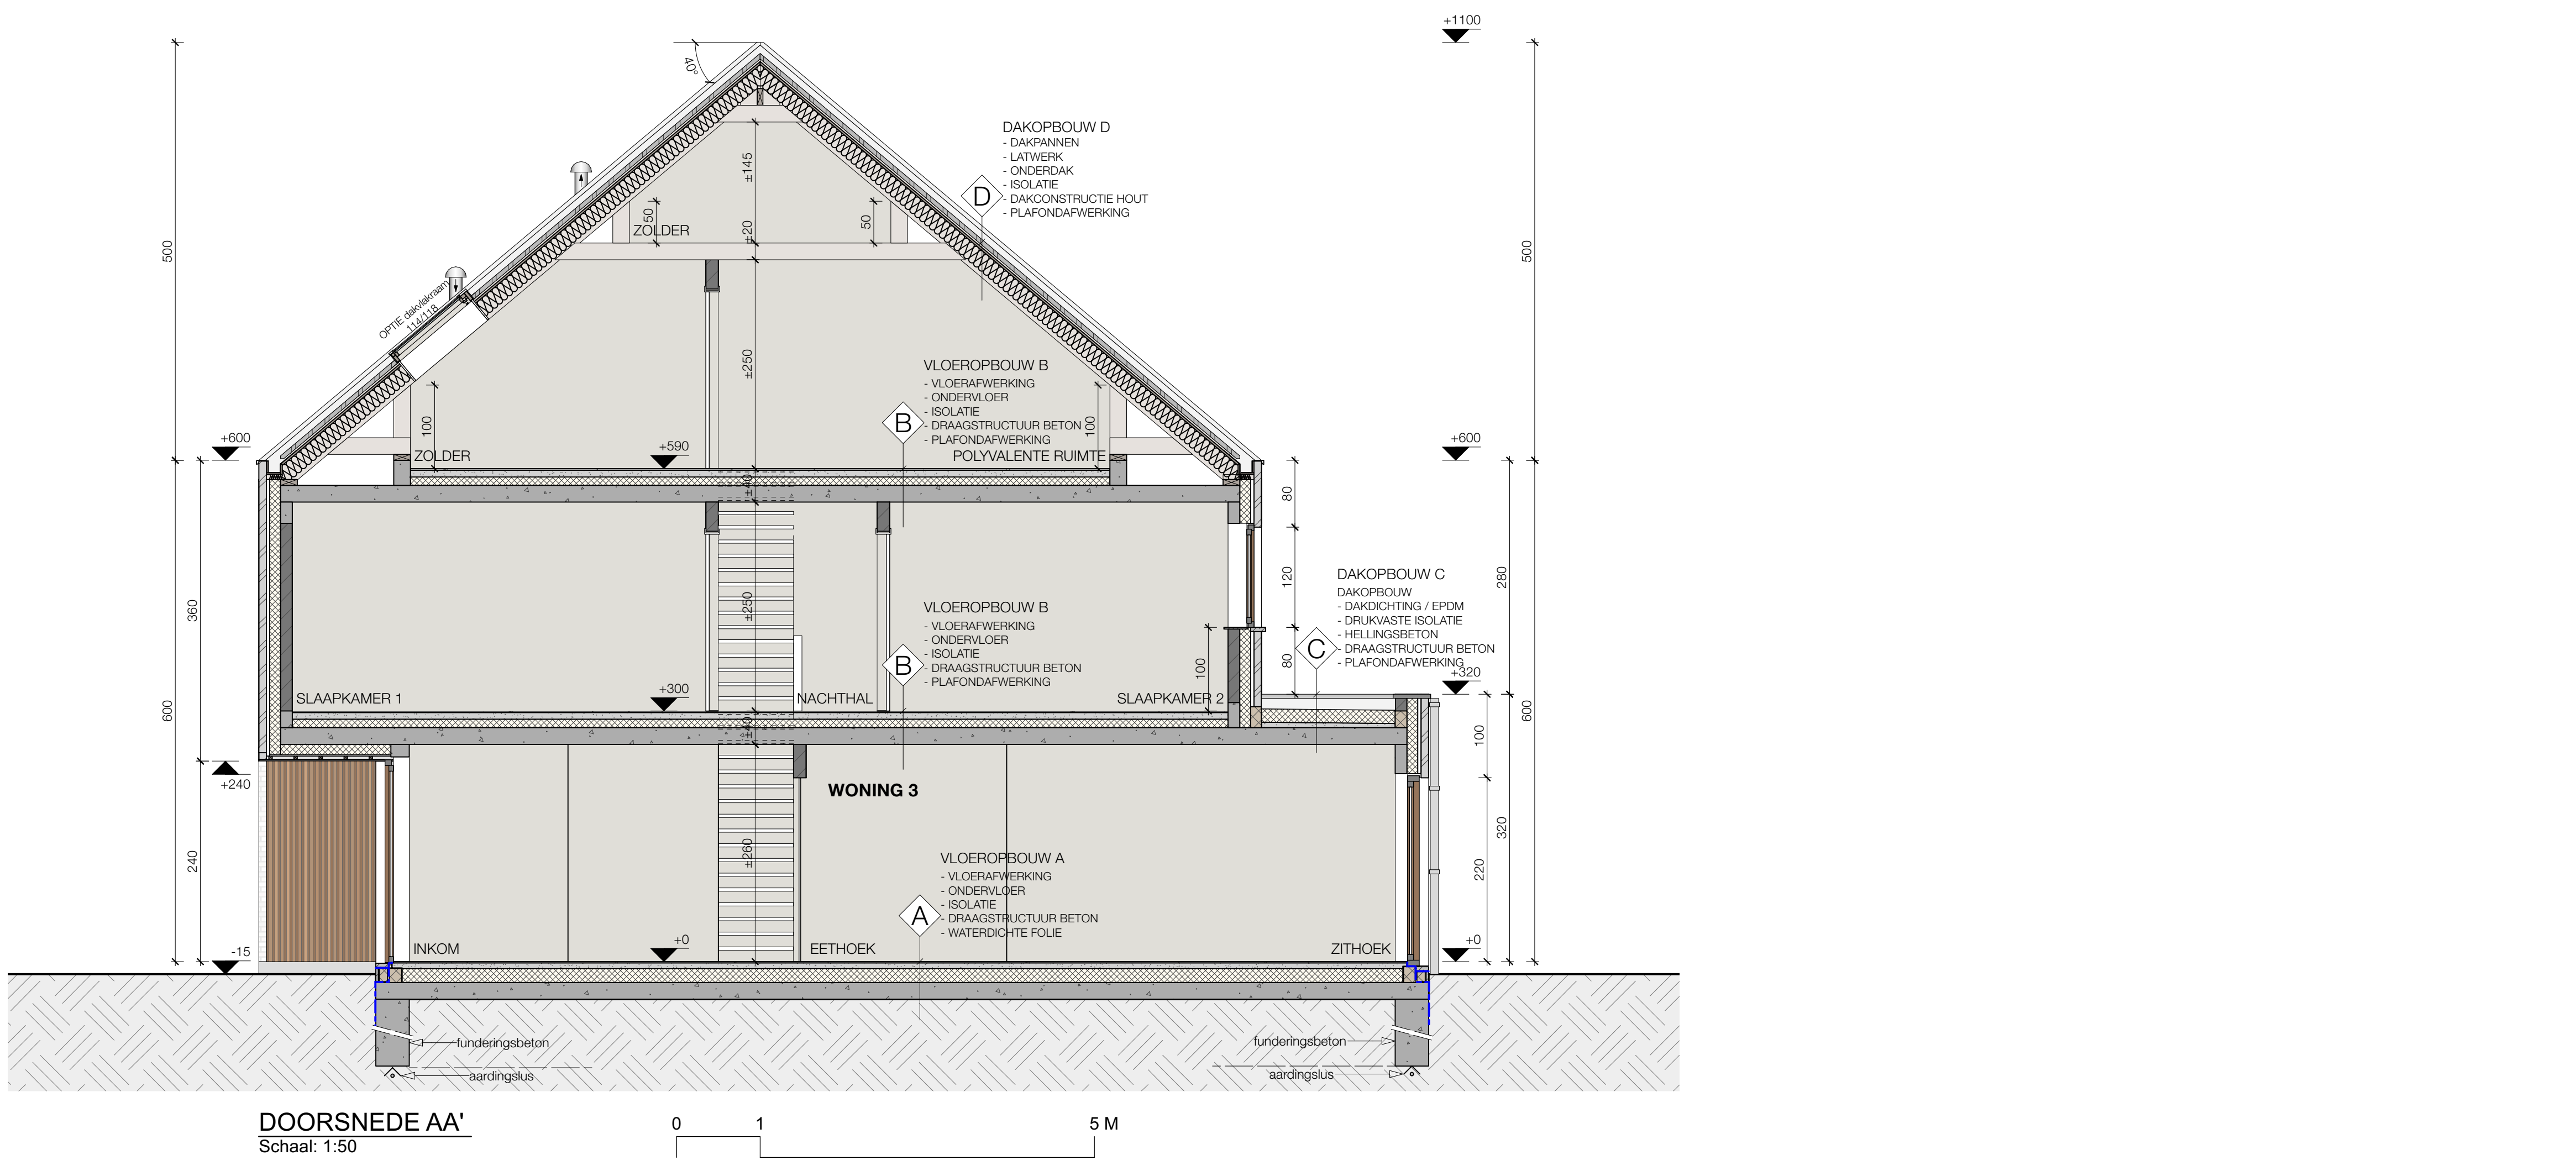 +1100
40°
DAKOPBOUW D
- DAKPANNEN
- LATWERK
- ONDERDAK
- ISOLATIE
- DAKCONSTRUCTIE HOUT
- PLAFONDAFWERKING
D
±145
50
50
ZOLDER
±20
500
500
OPTIE dakvlakraam
114/118
±250
VLOEROPBOUW B
- VLOERAFWERKING
- ONDERVLOER
- ISOLATIE
- DRAAGSTRUCTUUR BETON
- PLAFONDAFWERKING
B
100
100
+600
+590
+600
ZOLDER
POLYVALENTE RUIMTE
±40
80
360
120
280
±250
VLOEROPBOUW B
- VLOERAFWERKING
- ONDERVLOER
- ISOLATIE
- DRAAGSTRUCTUUR BETON
- PLAFONDAFWERKING
B
DAKOPBOUW C
DAKOPBOUW
- DAKDICHTING / EPDM
- DRUKVASTE ISOLATIE
- HELLINGSBETON
- DRAAGSTRUCTUUR BETON
- PLAFONDAFWERKING
C
80
100
+320
+300
SLAAPKAMER 1
NACHTHAL
SLAAPKAMER 2
600
600
±40
100
+240
WONING 3
320
240
±260
220
VLOEROPBOUW A
- VLOERAFWERKING
- ONDERVLOER
- ISOLATIE
- DRAAGSTRUCTUUR BETON
- WATERDICHTE FOLIE
A
-15
+0
+0
INKOM
EETHOEK
ZITHOEK
funderingsbeton
funderingsbeton
aardingslus
aardingslus
DOORSNEDE AA'
Schaal: 1:50
0 1 5 M